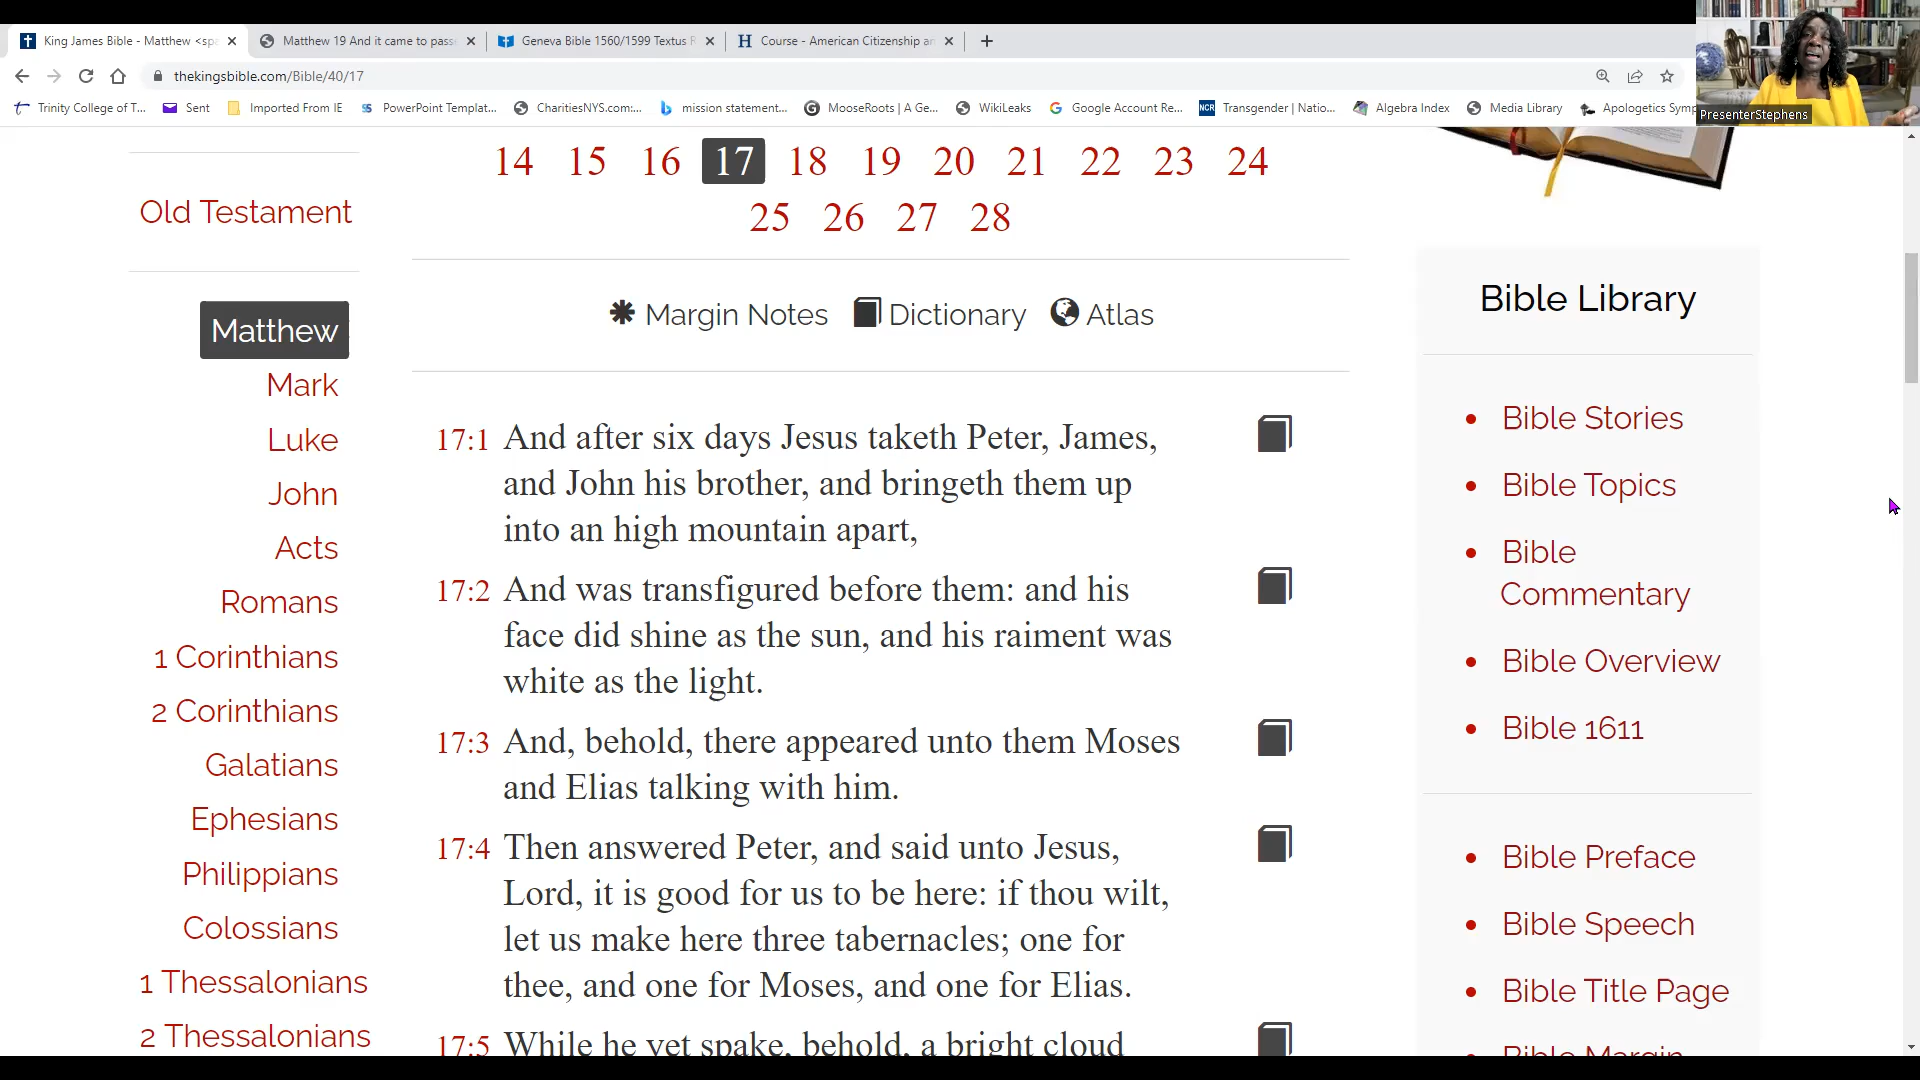 King James Bible - Matthew <spa
Matthew 19 And it came to pass
Geneva Bible 1560/1599 Textus R
Course - American Citizenship an
thekingsbible.com/Bible/40/17
Trinity College of T...
Sent
Imported From IE
PowerPoint Templat...
CharitiesNYS.com:...
mission statement...
MooseRoots | A Ge...
WikiLeaks
Google Account Re...
NCR
Transgender | Natio...
Algebra Index
Media Library
Apologetics Symp
PresenterStephens
14 15 16 17 18 19 20 21 22 23 24
25 26 27 28
Old Testament
Matthew
Mark
Luke
John
Acts
Romans
1 Corinthians
2 Corinthians
Galatians
Ephesians
Philippians
Colossians
1 Thessalonians
2 Thessalonians
Margin Notes Dictionary Atlas
17:1 And after six days Jesus taketh Peter, James,
and John his brother, and bringeth them up
into an high mountain apart,
17:2 And was transfigured before them: and his
face did shine as the sun, and his raiment was
white as the light.
17:3 And, behold, there appeared unto them Moses
and Elias talking with him.
17:4 Then answered Peter, and said unto Jesus,
Lord, it is good for us to be here: if thou wilt,
let us make here three tabernacles; one for
thee, and one for Moses, and one for Elias.
17:5 While he yet spake, behold, a bright cloud
Bible Library
Bible Stories
Bible Topics
Bible
Commentary
Bible Overview
Bible 1611
Bible Preface
Bible Speech
Bible Title Page
Bible Margin